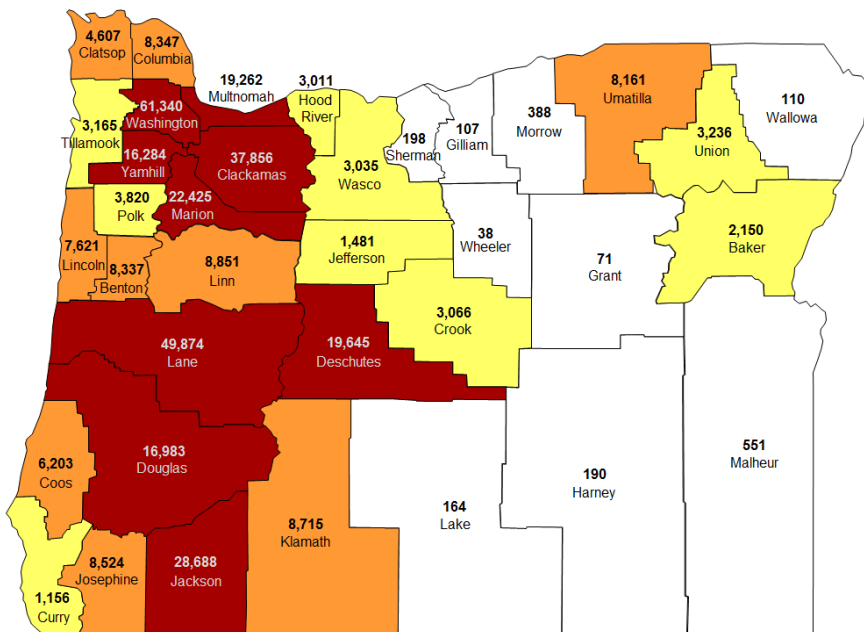 4,607
Clatsop
8,347
Columbia
19,262
Multnomah
3,011
Hood
River
8,161
Umatilla
110
Wallowa
61,340
Washington
3,165
Tillamook
198
Sherman
107
Gilliam
388
Morrow
3,236
Union
16,284
Yamhill
37,856
Clackamas
3,035
Wasco
3,820
Polk
22,425
Marion
2,150
Baker
7,621
Lincoln
8,337
Benton
8,851
Linn
1,481
Jefferson
38
Wheeler
71
Grant
3,066
Crook
49,874
Lane
19,645
Deschutes
6,203
Coos
16,983
Douglas
551
Malheur
190
Harney
164
Lake
8,715
Klamath
8,524
Josephine
28,688
Jackson
1,156
Curry